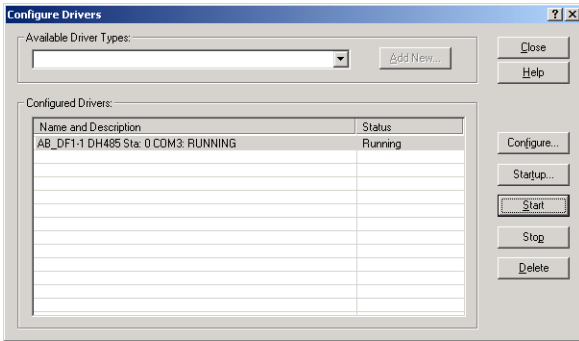 Configure Drivers
Available Driver Types:
Add New...
Close
Help
Configured Drivers:
Name and Description Status
AB_DF1-1 DH485 Sta: 0 COM3: RUNNING Running
Configure...
Startup...
Start
Stop
Delete